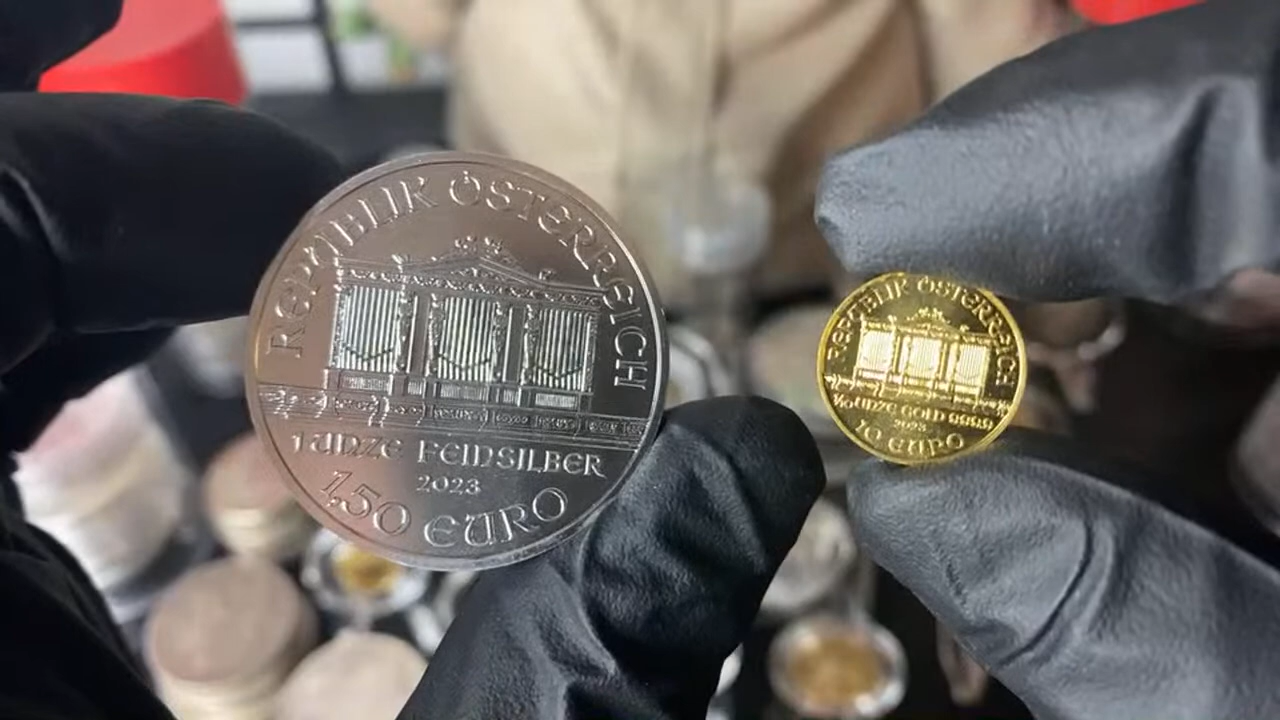 REPUBLIK ÖSTERREICH
1 UNZE FEINSILBER
2023
1,50 EURO
REPUBLIK ÖSTERREICH
1/10 UNZE GOLD 999.9
2023
10 EURO